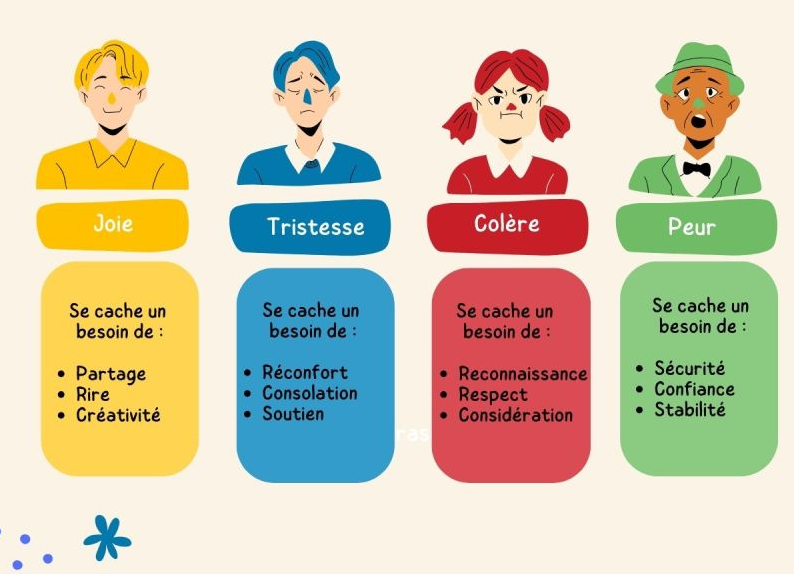 Joie
Se cache un
besoin de :
• Partage
• Rire
• Créativité
Tristesse
Se cache un
besoin de :
• Réconfort
• Consolation
• Soutien
Colère
Se cache un
besoin de :
• Reconnaissance
• Respect
• Considération
Peur
Se cache un
besoin de :
• Sécurité
• Confiance
• Stabilité